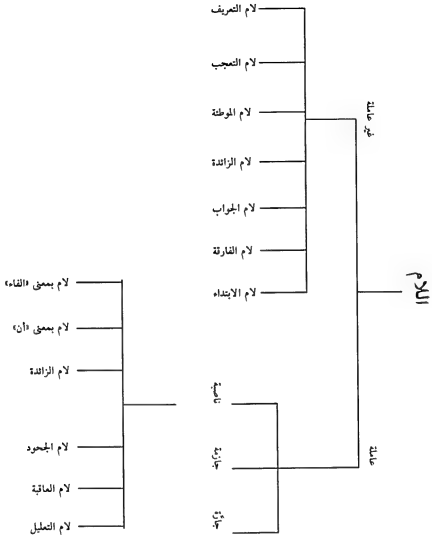 اللام
غير عاملة
لام التعريف
لام التعجب
لام الموطئة
لام الزائدة
لام الجواب
لام الفارقة
لام الابتداء
عاملة
ناصبة
جازمة
جارّة
لام بمعنى «الفاء»
لام بمعنى «أن»
لام الزائدة
لام الجحود
لام العاقبة
لام التعليل